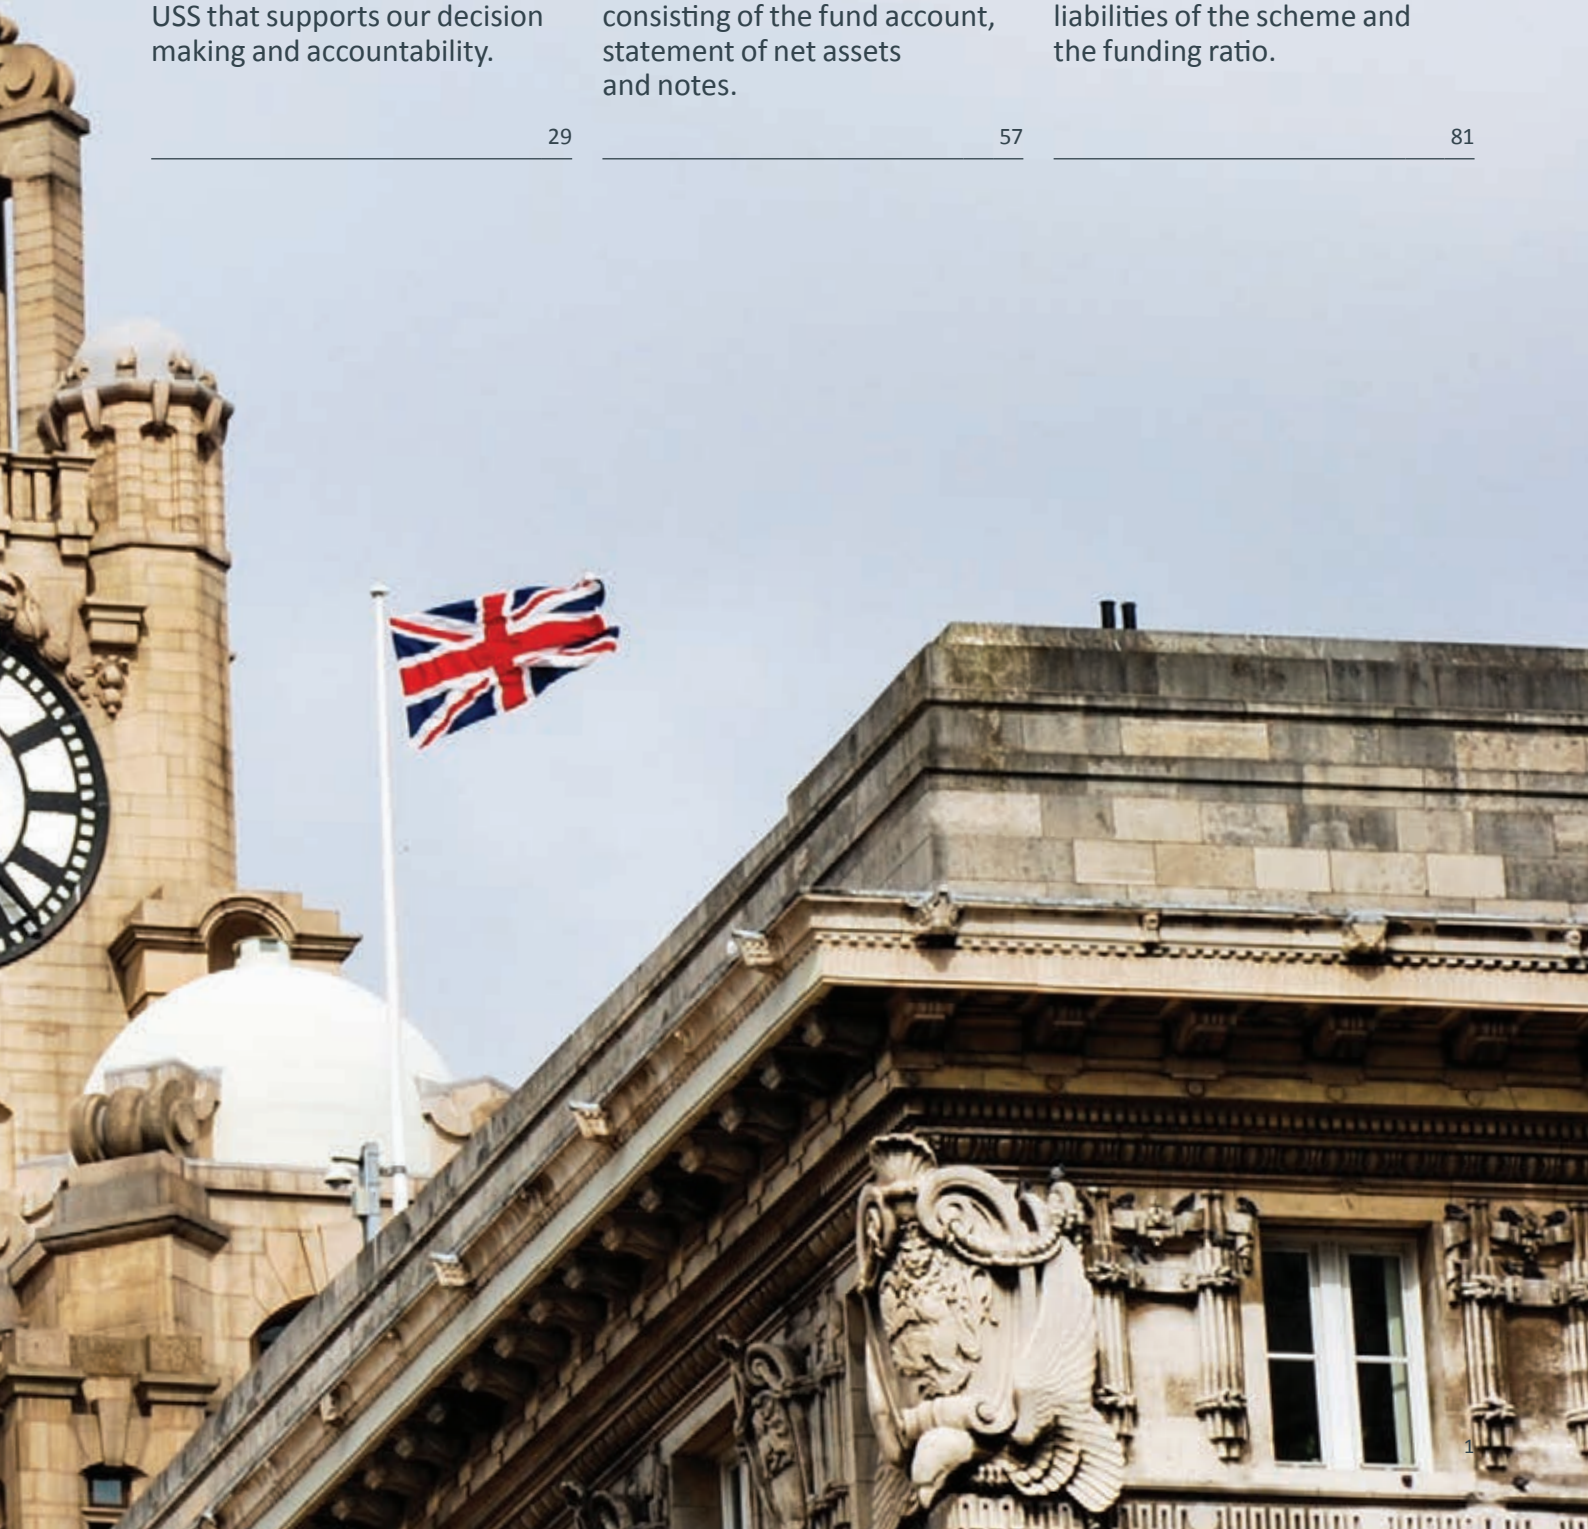 USS that supports our decision
making and accountability.
29
consisting of the fund account,
statement of net assets
and notes.
57
liabilities of the scheme and
the funding ratio.
81
1